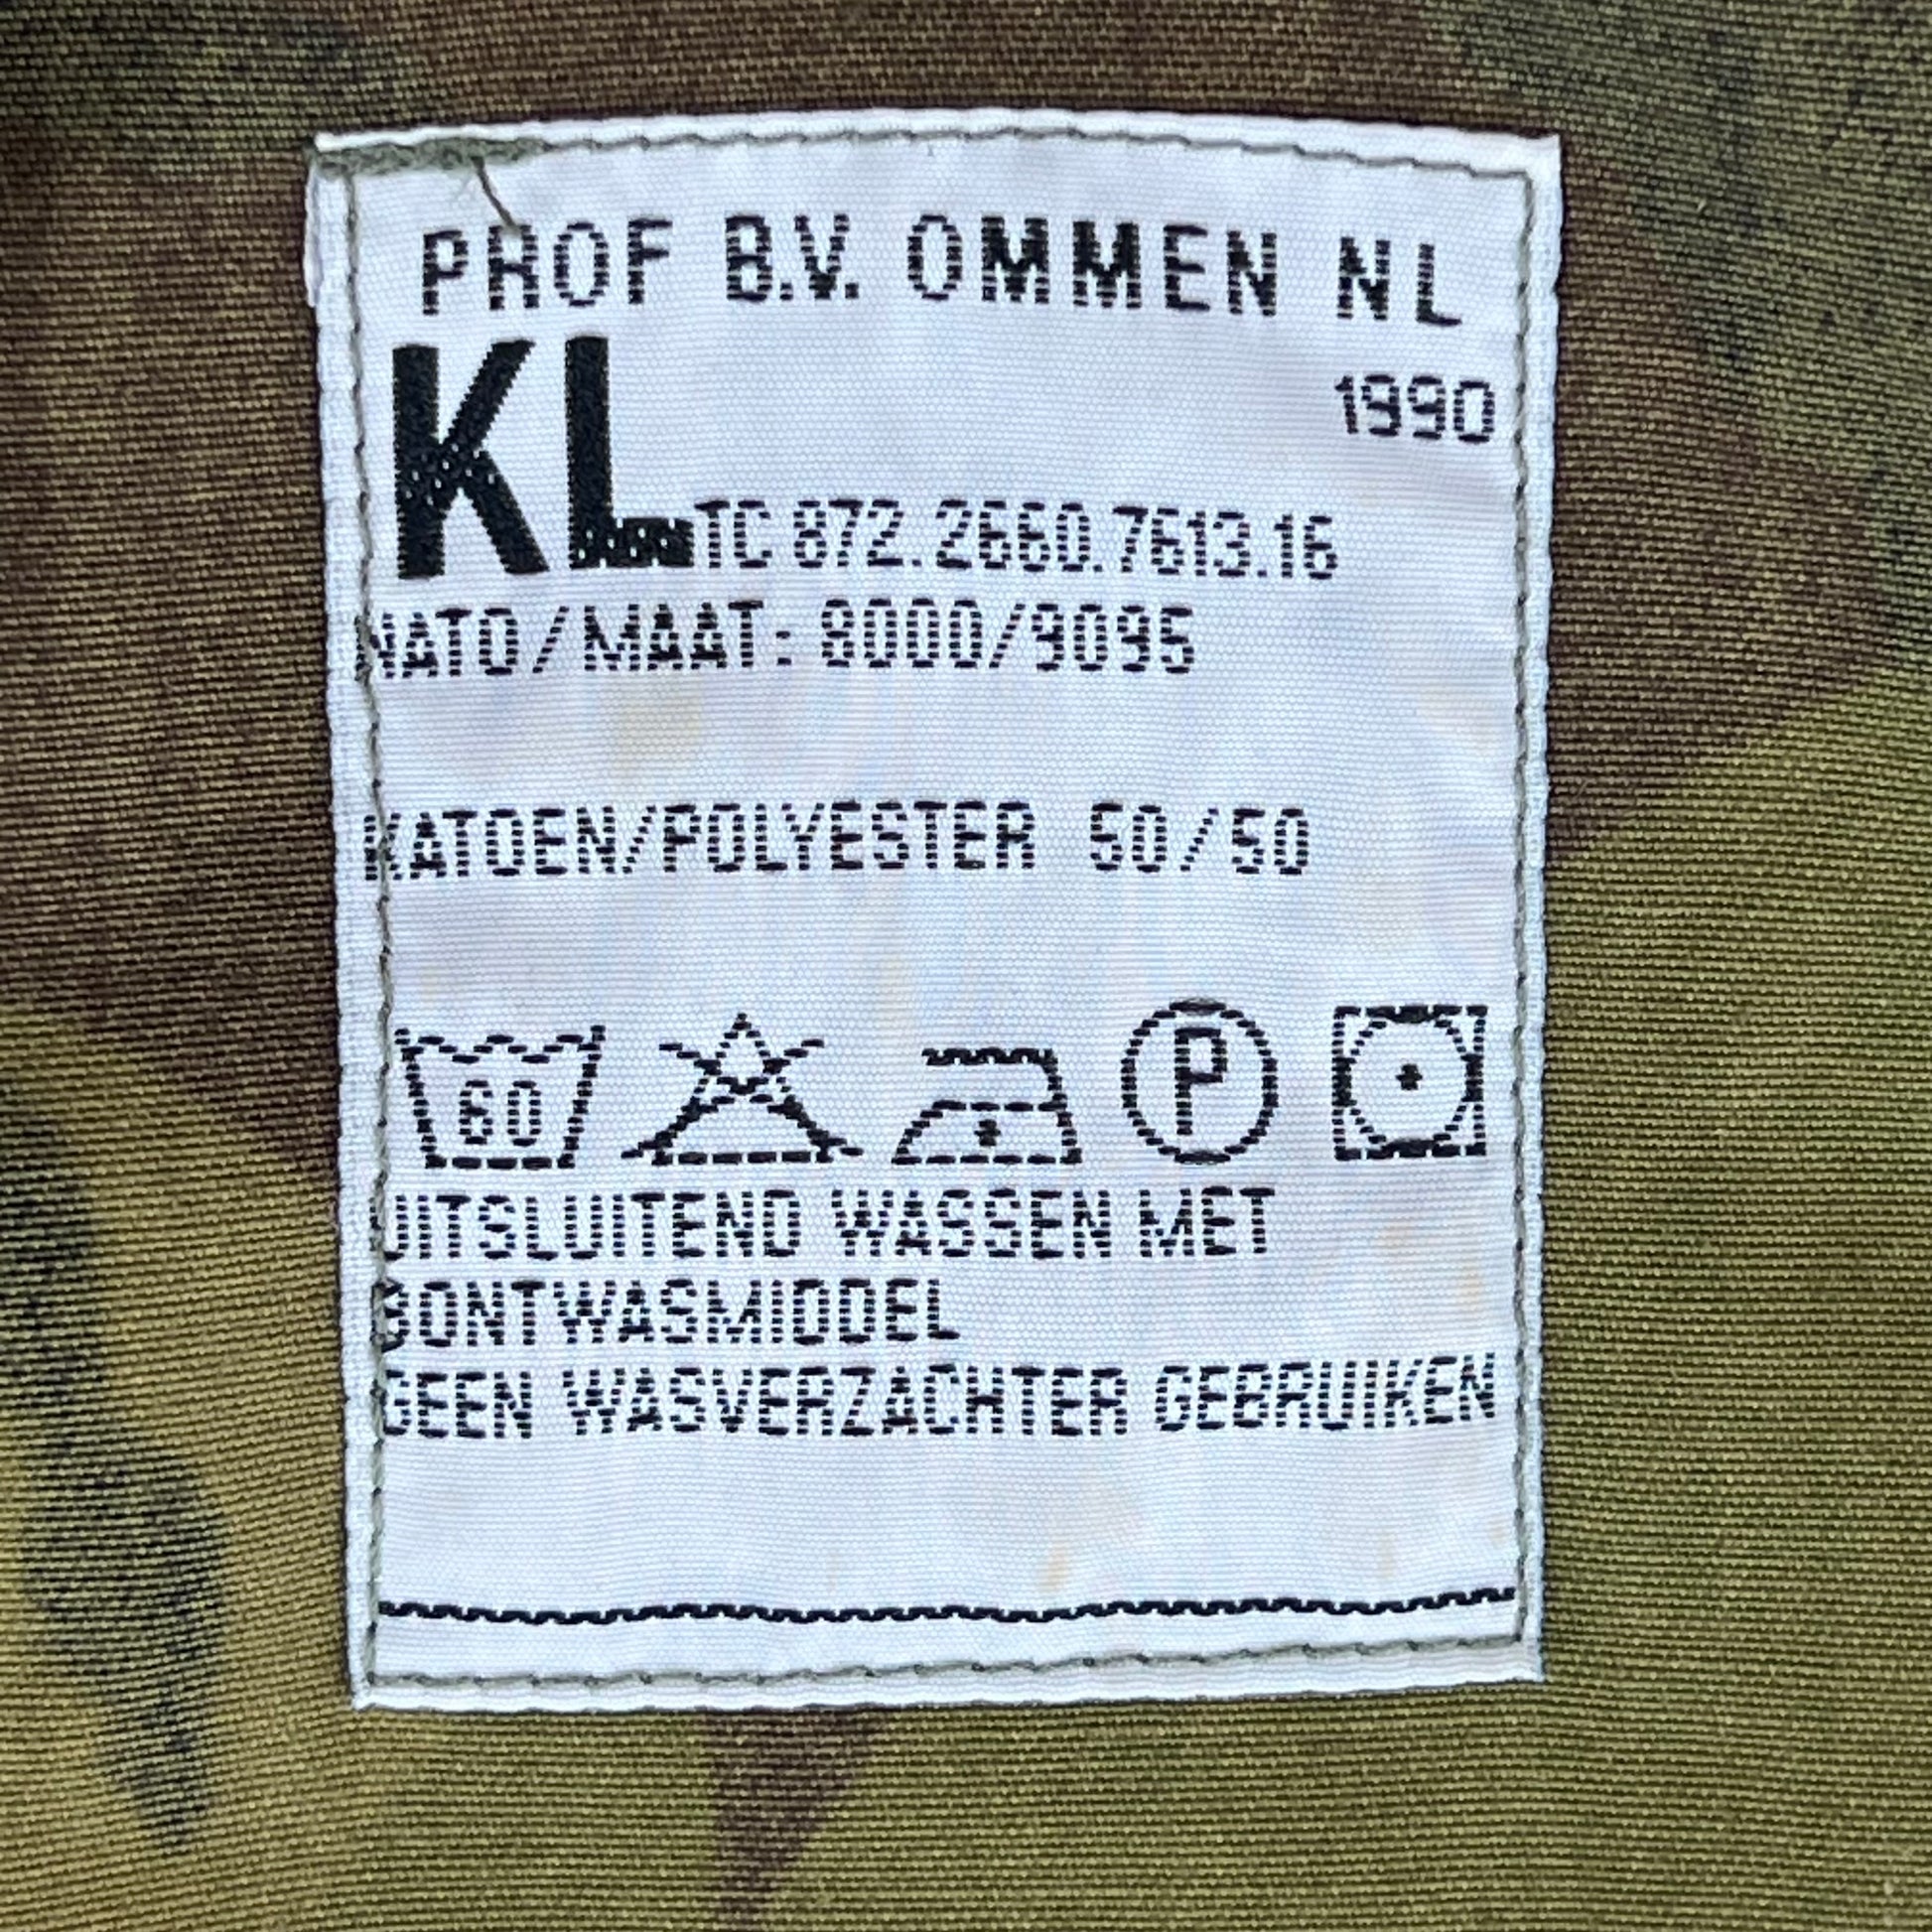 PROF B.V. OMMEN NL
1990
KL TC 872.2660.7613.16
NATO/MAAT: 8000/9095
KATOEN/POLYESTER 50/50
60 P
UITSLUITEND WASSEN MET
BONTWASMIDDEL
GEEN WASVERZACHTER GEBRUIKEN